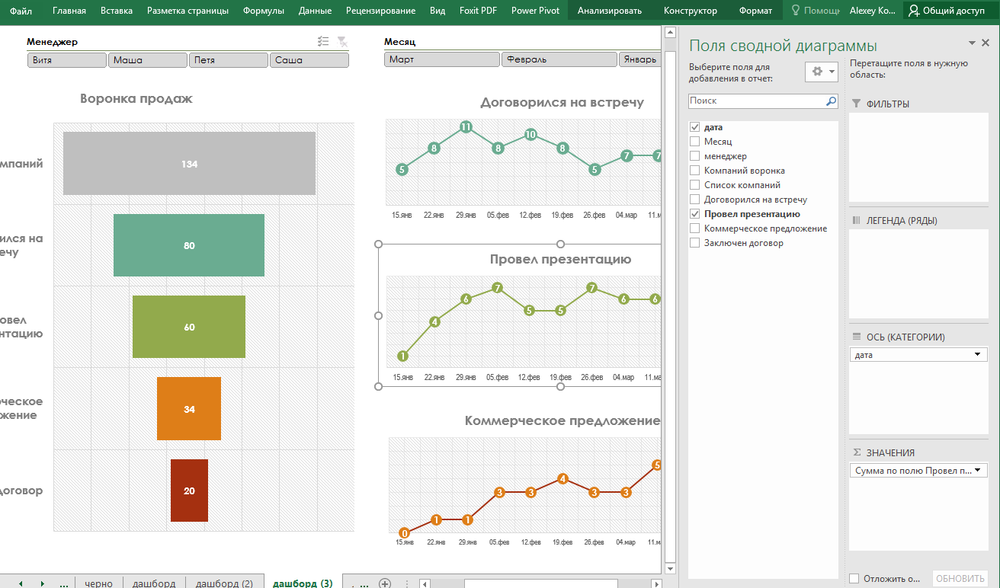 Файл Главная Вставка Разметка страницы Формулы Данные Рецензирование Вид Foxit PDF Power Pivot Анализировать Конструктор Формат Помощь Alexey Ko... Общий доступ
Менеджер
Витя Маша Петя Саша
Месяц
Март Февраль Январь
Воронка продаж
мпаний
134
ился на
ечу
80
овел
нтацию
60
ческое
жение
34
договор
20
Договорился на встречу
5 8 11 8 10 8 5 7 7
15.янв 22.янв 29.янв 05.фев 12.фев 19.фев 26.фев 04.мар 11.м
Провел презентацию
1 4 6 7 5 5 7 6 6
15.янв 22.янв 29.янв 05.фев 12.фев 19.фев 26.фев 04.мар 11.мар
Коммерческое предложение
0 1 1 3 3 4 3 3 5
15.янв 22.янв 29.янв 05.фев 12.фев 19.фев 26.фев 04.мар 11.м
... черно дашборд дашборд (2) дашборд (3) ...
Поля сводной диаграммы
Выберите поля для
добавления в отчет:
Поиск
дата
Месяц
менеджер
Компаний воронка
Список компаний
Договорился на встречу
Провел презентацию
Коммерческое предложение
Заключен договор
Перетащите поля в нужную
область:
ФИЛЬТРЫ
ЛЕГЕНДА (РЯДЫ)
ОСЬ (КАТЕГОРИИ)
дата
Σ ЗНАЧЕНИЯ
Сумма по полю Провел п...
Отложить о... ОБНОВИТЬ